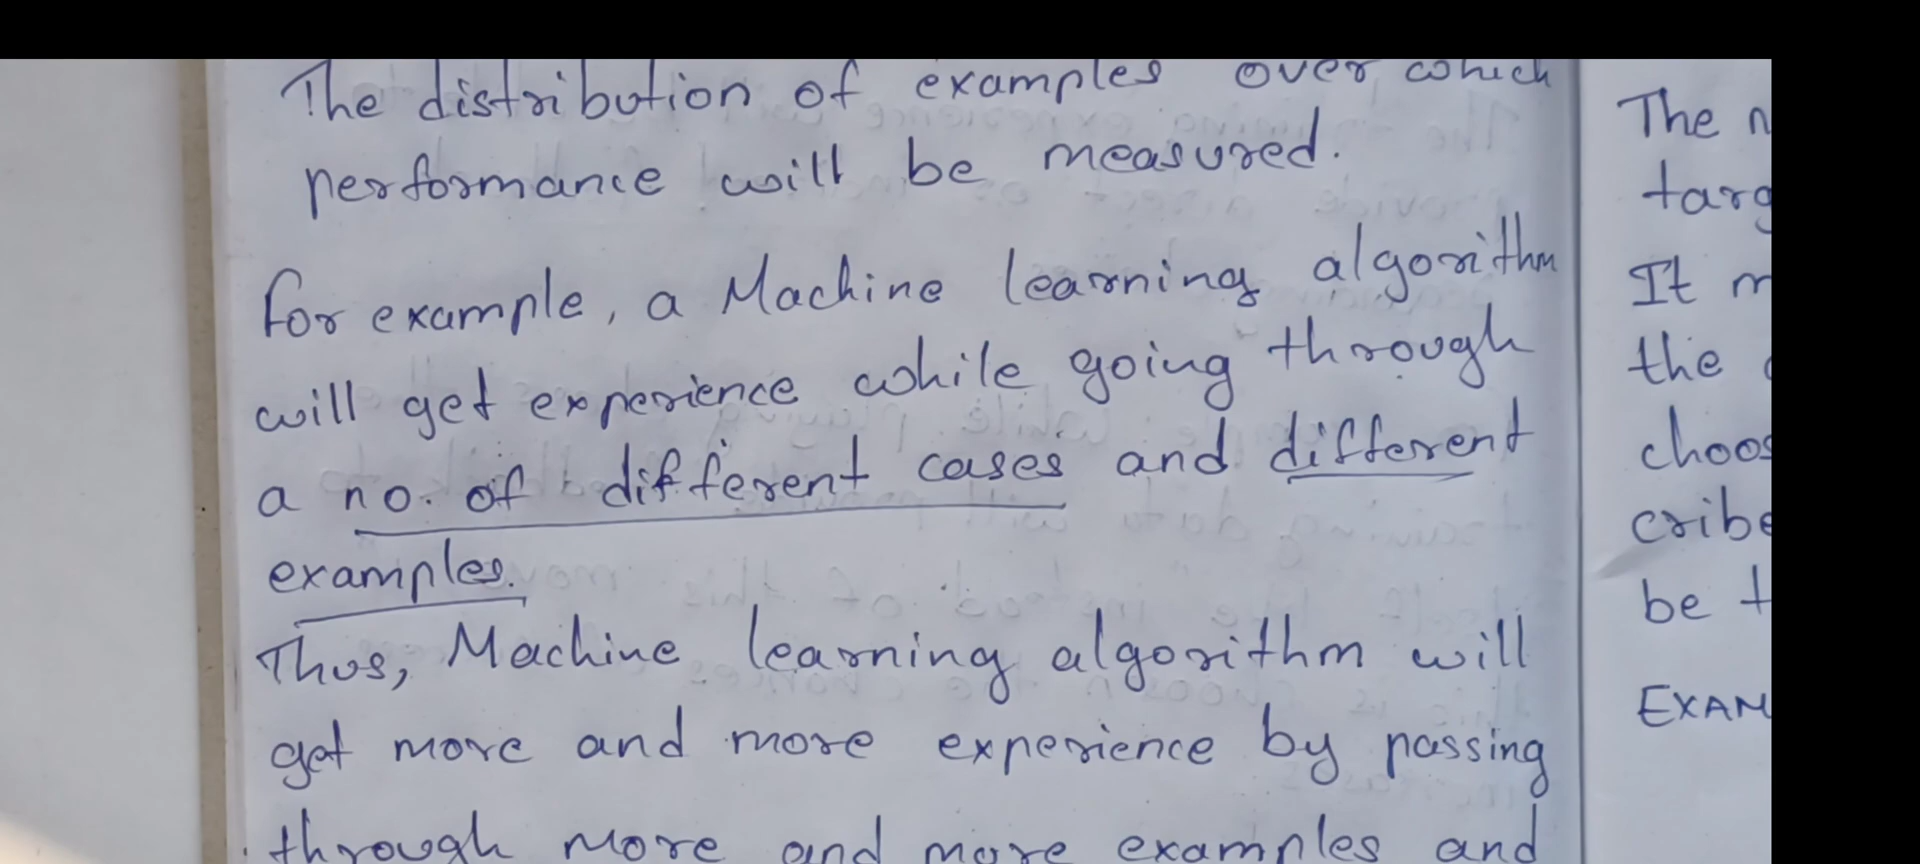 The distribution of examples over which
performance will be measured.
for example, a Machine learning algorithm
will get experience while going through
a no. of different cases and different
examples.
Thus, Machine learning algorithm will
get more and more experience by passing
through more and more examples and
The
It
the
be